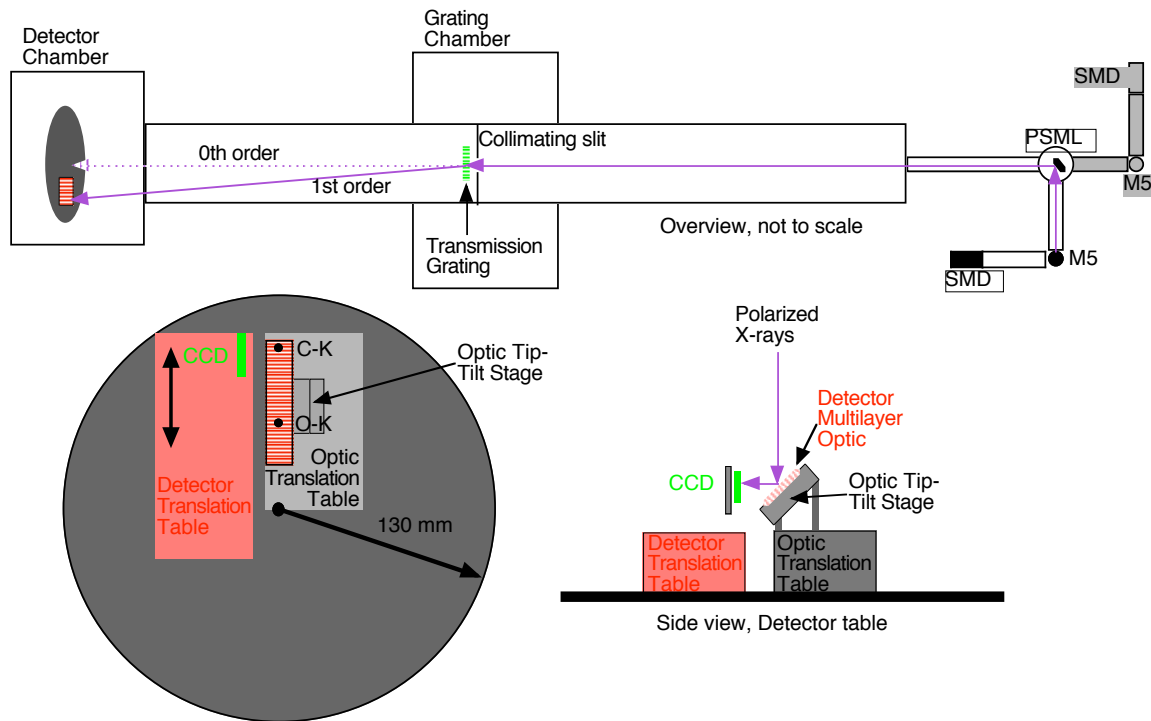 Detector
Chamber
Grating
Chamber
SMD
PSML
M5
Collimating slit
0th order
1st order
Transmission
Grating
Overview, not to scale
M5
SMD
CCD
C-K
O-K
Optic Tip-
Tilt Stage
Detector
Translation
Table
Optic
Translation
Table
130 mm
Polarized
X-rays
Detector
Multilayer
Optic
CCD
Optic Tip-
Tilt Stage
Detector
Translation
Table
Optic
Translation
Table
Side view, Detector table